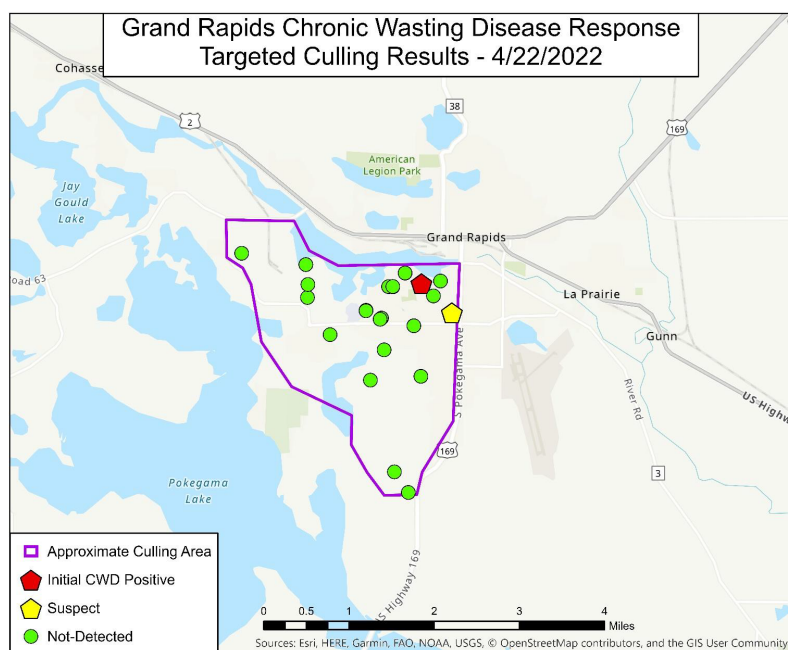 Grand Rapids Chronic Wasting Disease Response
Targeted Culling Results - 4/22/2022
Cohasse
38
2
169
American
Legion Park
Jay
Gould
Lake
Grand Rapids
oad 63
La Prairie
Gunn
S Pokegama Ave
River Rd
US Highw
169
3
Pokegama
Lake
US Highway 169
Approximate Culling Area
Initial CWD Positive
Suspect
Not-Detected
0 0.5 1 2 3 4
Miles
Sources: Esri, HERE, Garmin, FAO, NOAA, USGS, © OpenStreetMap contributors, and the GIS User Community